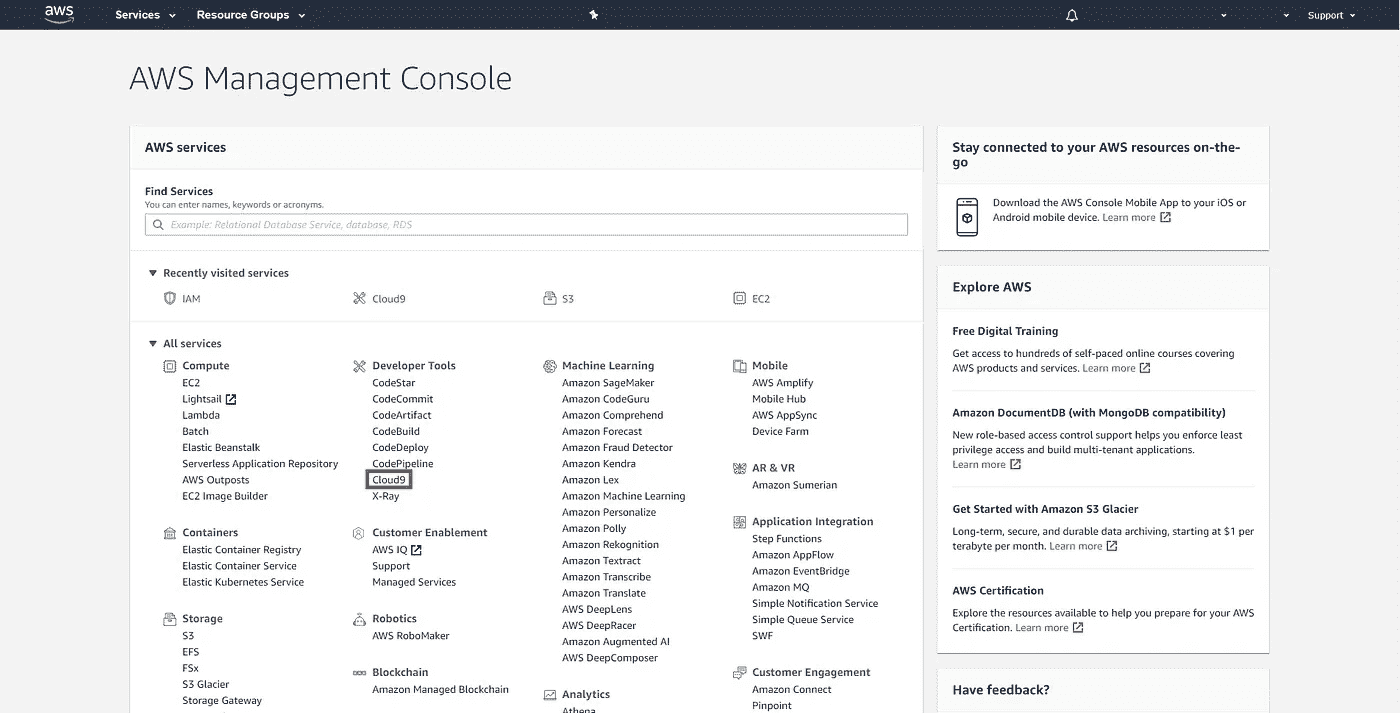 aws
Services
Resource Groups
Support
AWS Management Console
AWS services
Find Services
You can enter names, keywords or acronyms.
Example: Relational Database Service, database, RDS
Recently visited services
IAM
Cloud9
S3
EC2
All services
Compute
EC2
Lightsail
Lambda
Batch
Elastic Beanstalk
Serverless Application Repository
AWS Outposts
EC2 Image Builder
Containers
Elastic Container Registry
Elastic Container Service
Elastic Kubernetes Service
Storage
S3
EFS
FSx
S3 Glacier
Storage Gateway
Developer Tools
CodeStar
CodeCommit
CodeArtifact
CodeBuild
CodeDeploy
CodePipeline
Cloud9
X-Ray
Customer Enablement
AWS IQ
Support
Managed Services
Robotics
AWS RoboMaker
Blockchain
Amazon Managed Blockchain
Machine Learning
Amazon SageMaker
Amazon CodeGuru
Amazon Comprehend
Amazon Forecast
Amazon Fraud Detector
Amazon Kendra
Amazon Lex
Amazon Machine Learning
Amazon Personalize
Amazon Polly
Amazon Rekognition
Amazon Textract
Amazon Transcribe
Amazon Translate
AWS DeepLens
AWS DeepRacer
Amazon Augmented AI
AWS DeepComposer
Analytics
Athena
Mobile
AWS Amplify
Mobile Hub
AWS AppSync
Device Farm
AR & VR
Amazon Sumerian
Application Integration
Step Functions
Amazon AppFlow
Amazon EventBridge
Amazon MQ
Simple Notification Service
Simple Queue Service
SWF
Customer Engagement
Amazon Connect
Pinpoint
Stay connected to your AWS resources on-the-
go
Download the AWS Console Mobile App to your iOS or
Android mobile device. Learn more
Explore AWS
Free Digital Training
Get access to hundreds of self-paced online courses covering
AWS products and services. Learn more
Amazon DocumentDB (with MongoDB compatibility)
New role-based access control support helps you enforce least
privilege access and build multi-tenant applications.
Learn more
Get Started with Amazon S3 Glacier
Long-term, secure, and durable data archiving, starting at $1 per
terabyte per month. Learn more
AWS Certification
Explore the resources available to help you prepare for your AWS
Certification. Learn more
Have feedback?